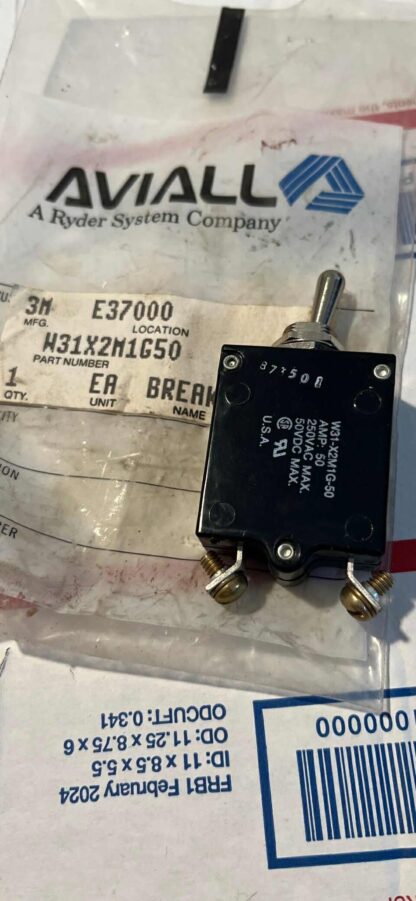 AVIALL
A Ryder System Company
3M E37000
MFG. LOCATION
W31X2M1G50
PART NUMBER
1 EA BREAK
QTY. UNIT NAME
W31-X2M1G-50
AMP. 50
250VAC MAX.
50VDC MAX.
U.S.A.
FRB1 February 2024
ID: 11 x 8.5 x 5.5
OD: 11.25 x 8.75 x 6
ODCUFT: 0.341